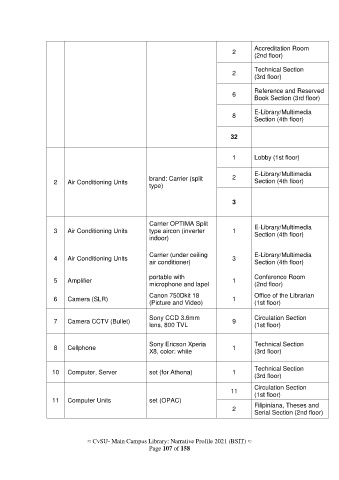 2 Accreditation Room
(2nd floor)
2 Technical Section
(3rd floor)
6 Reference and Reserved
Book Section (3rd floor)
8 E-Library/Multimedia
Section (4th floor)
32
1 Lobby (1st floor)
2 Air Conditioning Units brand: Carrier (split
type)
2 E-Library/Multimedia
Section (4th floor)
3
3 Air Conditioning Units Carrier OPTIMA Split
type aircon (inverter
indoor) 1 E-Library/Multimedia
Section (4th floor)
4 Air Conditioning Units Carrier (under ceiling
air conditioner) 3 E-Library/Multimedia
Section (4th floor)
5 Amplifier portable with
microphone and lapel 1 Conference Room
(2nd floor)
6 Camera (SLR) Canon 750Dkit 18
(Picture and Video) 1 Office of the Librarian
(1st floor)
7 Camera CCTV (Bullet) Sony CCD 3.6mm
lens, 800 TVL 9 Circulation Section
(1st floor)
8 Cellphone Sony Ericson Xperia
X8, color: white 1 Technical Section
(3rd floor)
10 Computer, Server set (for Athena) 1 Technical Section
(3rd floor)
11 Computer Units set (OPAC)
11 Circulation Section
(1st floor)
2 Filipiniana, Theses and
Serial Section (2nd floor)
≈ CvSU- Main Campus Library: Narrative Profile 2021 (BSIT) ≈
Page 107 of 158